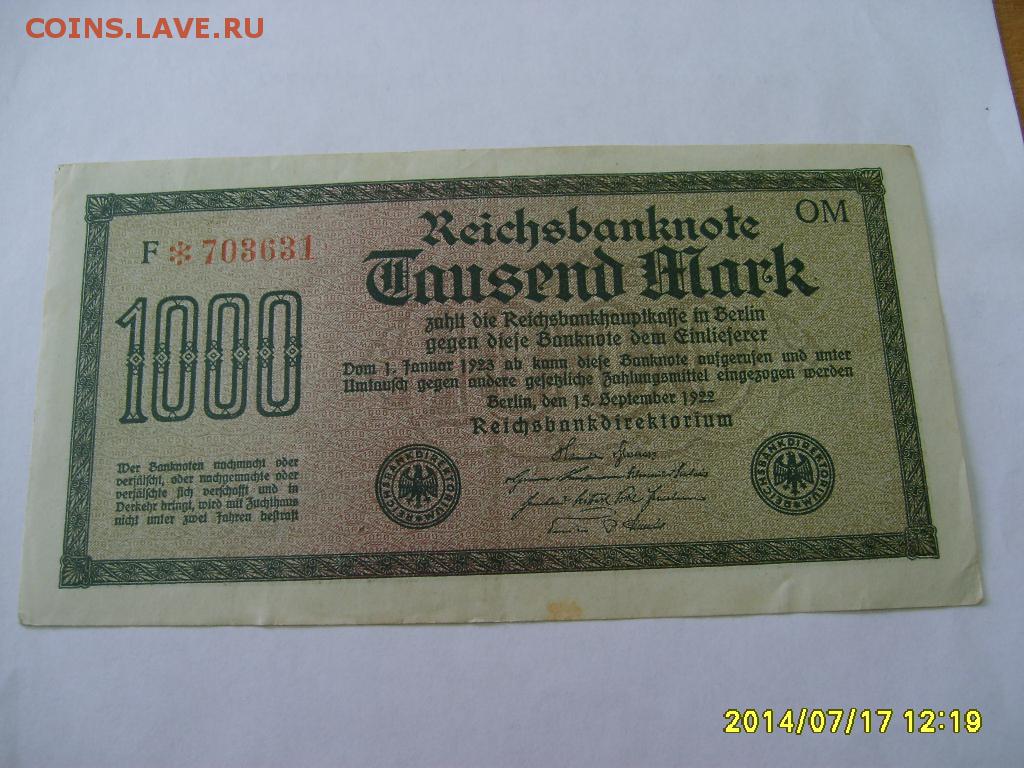 COINS.LAVE.RU
OM
F*703631
Reichsbanknote
Tausend Mark
1000
zahlt die Reichsbankhauptkasse in Berlin
gegen diese Banknote dem Einlieferer
Vom 1. Januar 1923 ab kann diese Banknote aufgerufen und unter
Umtausch gegen andere gesetzliche Zahlungsmittel eingezogen werden
Berlin, den 15. September 1922
Reichsbankdirektorium
Wer Banknoten nachmacht oder
verfälscht, oder nachgemachte oder
verfälschte sich verschafft und in
Verkehr bringt, wird mit Zuchthaus
nicht unter zwei Jahren bestraft
REICHSBANKDIREKTORIUM
REICHSBANKDIREKTORIUM
2014/07/17 12:19